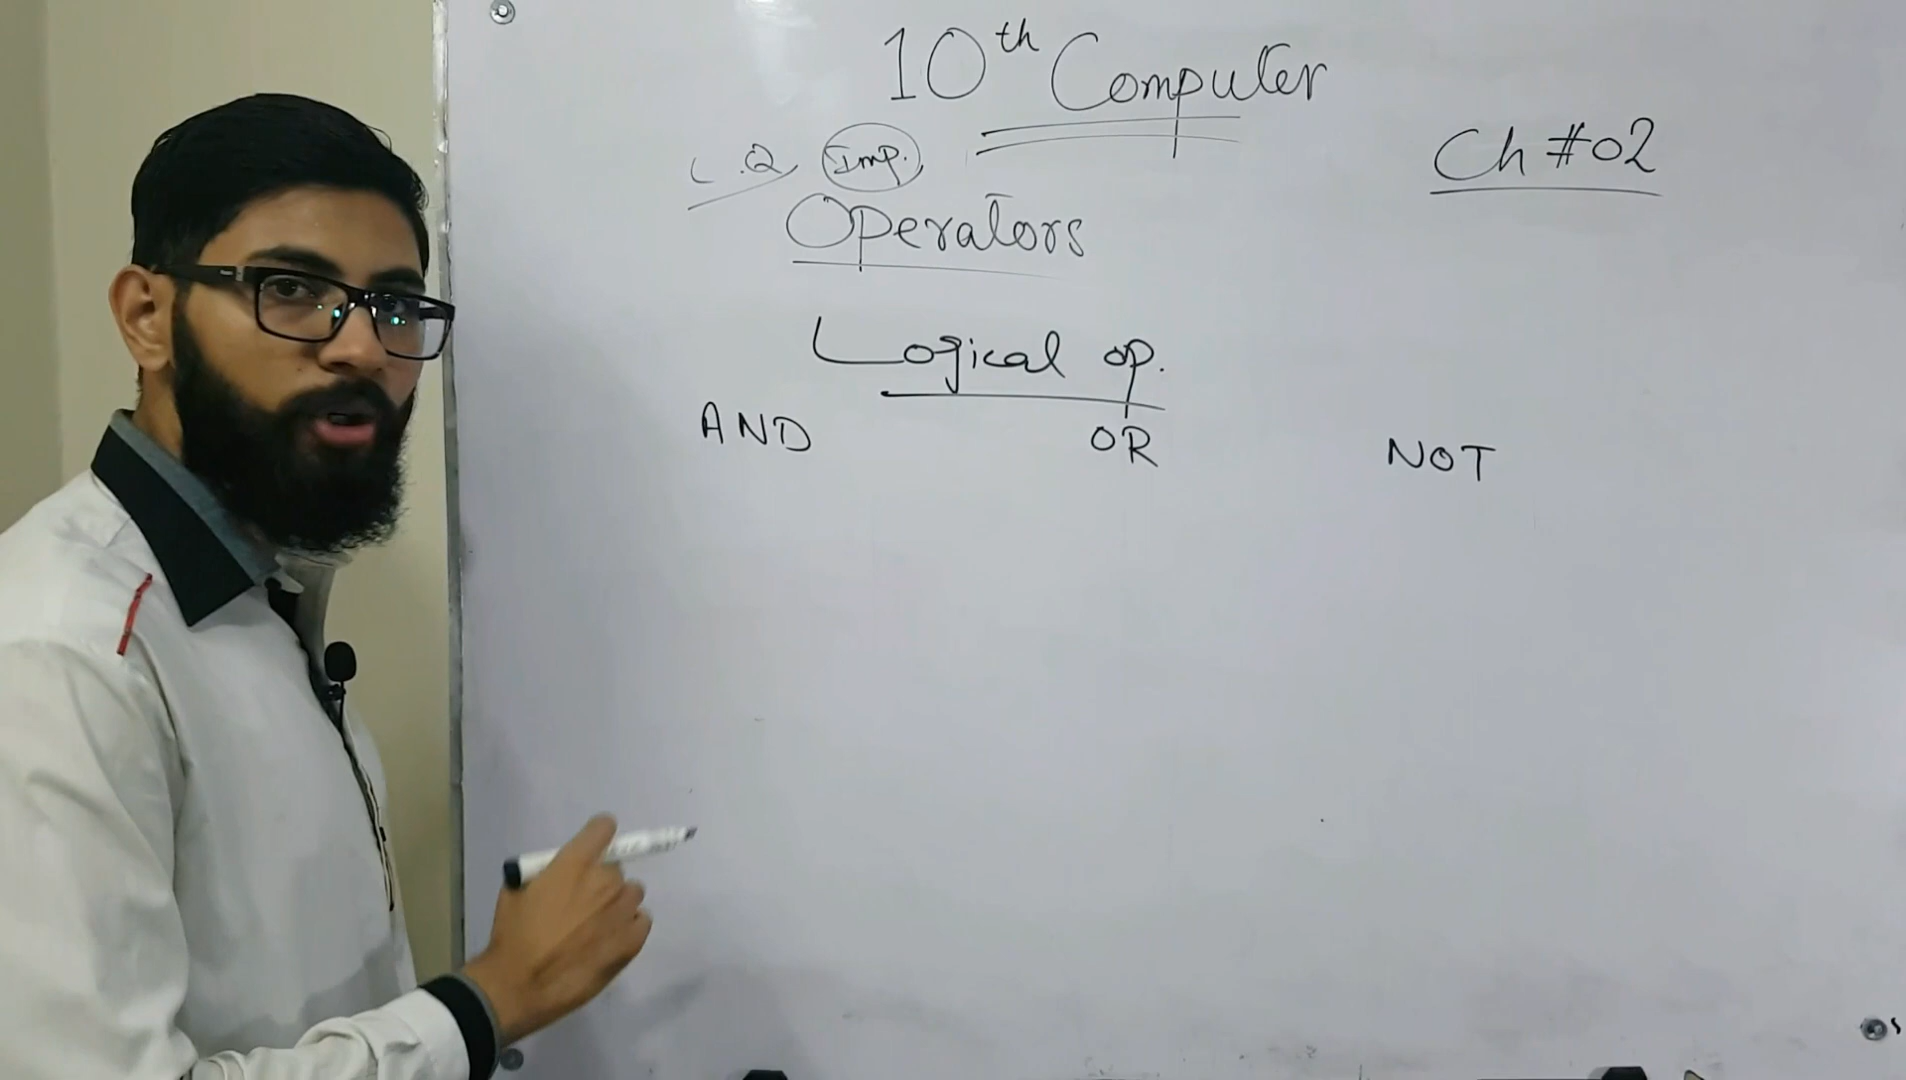 10th Computer
Ch #02
L.Q Imp.
Operators
Logical op.
AND OR NOT